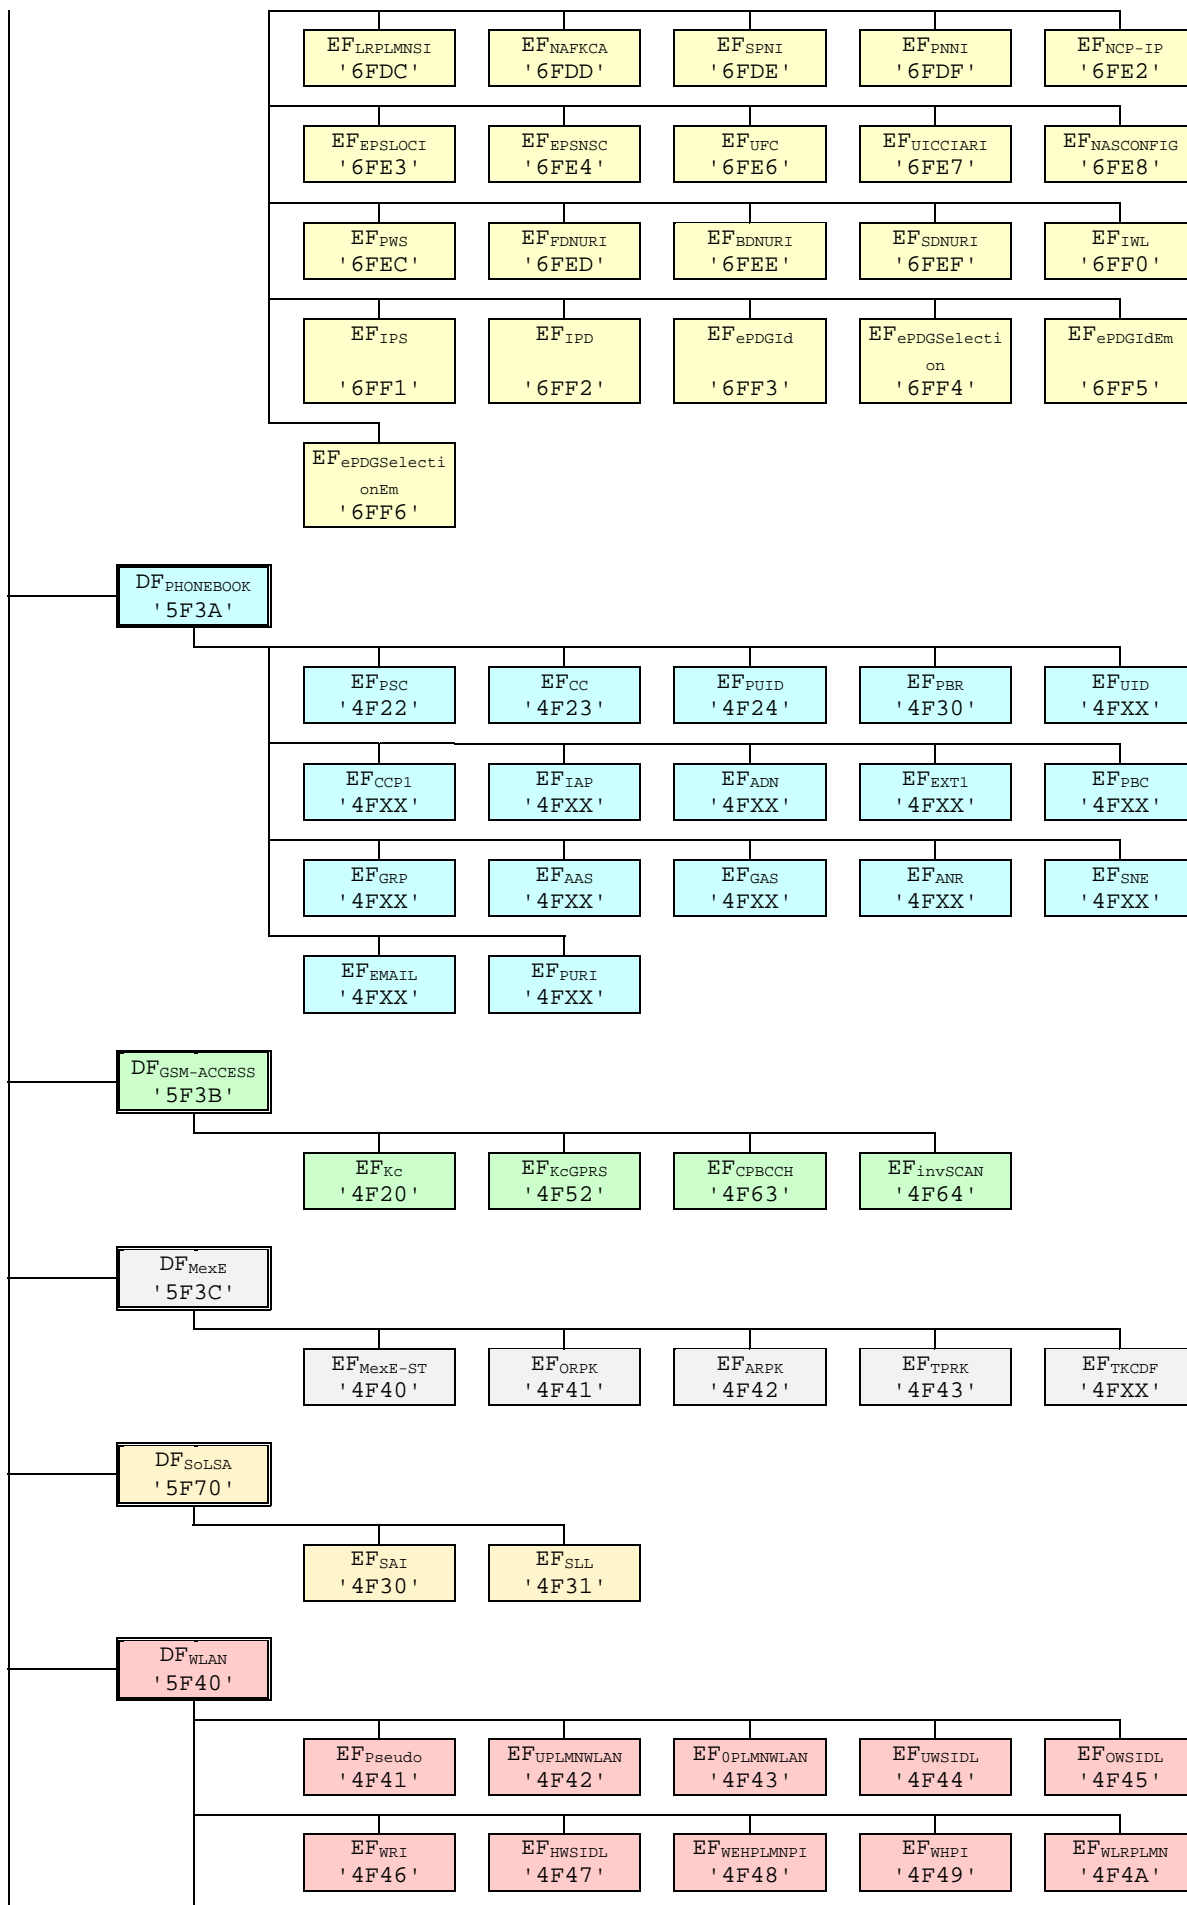 EFLRPLMNSI EFNAFKCA EFSPNI EFPNNI EFNCP-IP
'6FDC' '6FDD' '6FDE' '6FDF' '6FE2'
EFEPSLOCI EFEPSNSC EFUFC EFUICCIARI EFNASCONFIG
'6FE3' '6FE4' '6FE6' '6FE7' '6FE8'
EFPWS EFFDNURI EFBDNURI EFSDNURI EFIWL
'6FEC' '6FED' '6FEE' '6FEF' '6FF0'
EFIPS EFIPD EFePDGId EFePDGSelecti EFePDGIdEm
on
'6FF1' '6FF2' '6FF3' '6FF4' '6FF5'
EFePDGSelecti
onEm
'6FF6'
DFPHONEBOOK
'5F3A'
EFPSC EFCC EFPUID EFPBR EFUID
'4F22' '4F23' '4F24' '4F30' '4FXX'
EFCCP1 EFIAP EFADN EFEXT1 EFPBC
'4FXX' '4FXX' '4FXX' '4FXX' '4FXX'
EFGRP EFAAS EFGAS EFANR EFSNE
'4FXX' '4FXX' '4FXX' '4FXX' '4FXX'
EFEMAIL EFPURI
'4FXX' '4FXX'
DFGSM-ACCESS
'5F3B'
EFKc EFKcGPRS EFCPBCCH EFinvSCAN
'4F20' '4F52' '4F63' '4F64'
DFMexE
'5F3C'
EFMexE-ST EFORPK EFARPK EFTPRK EFTKCDF
'4F40' '4F41' '4F42' '4F43' '4FXX'
DFSoLSA
'5F70'
EFSAI EFSLL
'4F30' '4F31'
DFWLAN
'5F40'
EFPseudo EFUPLMNWLAN EF0PLMNWLAN EFUWSIDL EFOWSIDL
'4F41' '4F42' '4F43' '4F44' '4F45'
EFWRI EFHWSIDL EFWEHPLMNPI EFWHPI EFWLRPLMN
'4F46' '4F47' '4F48' '4F49' '4F4A'